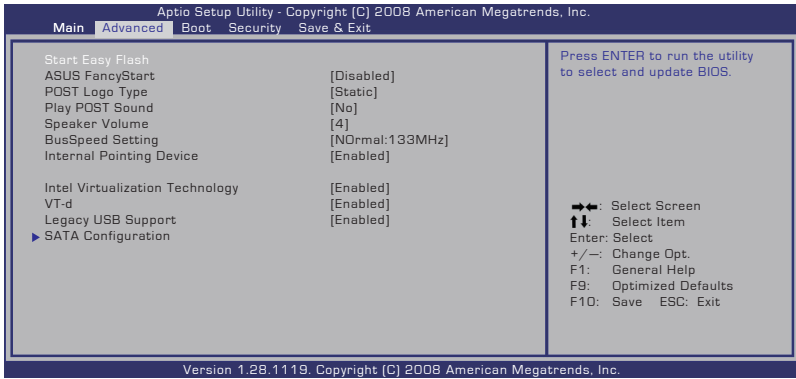 Aptio Setup Utility - Copyright (C) 2008 American Megatrends, Inc.
Main Advanced Boot Security Save & Exit
Start Easy Flash
ASUS FancyStart [Disabled]
POST Logo Type [Static]
Play POST Sound [No]
Speaker Volume [4]
BusSpeed Setting [NOrmal:133MHz]
Internal Pointing Device [Enabled]
Intel Virtualization Technology [Enabled]
VT-d [Enabled]
Legacy USB Support [Enabled]
SATA Configuration
Press ENTER to run the utility
to select and update BIOS.
→←: Select Screen
↑↓: Select Item
Enter: Select
+/—: Change Opt.
F1: General Help
F9: Optimized Defaults
F10: Save ESC: Exit
Version 1.28.1119. Copyright (C) 2008 American Megatrends, Inc.